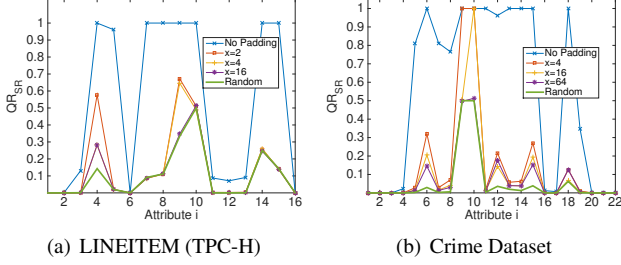 1
0.9
0.8
0.7
0.6
0.5
0.4
0.3
0.2
0.1
QR_SR
No Padding
x=2
x=4
x=16
Random
2 4 6 8 10 12 14 16
Attribute i
(a) LINEITEM (TPC-H)
1
0.9
0.8
0.7
0.6
0.5
0.4
0.3
0.2
0.1
QR_SR
No Padding
x=4
x=16
x=64
Random
2 4 6 8 10 12 14 16 18 20 22
Attribute i
(b) Crime Dataset